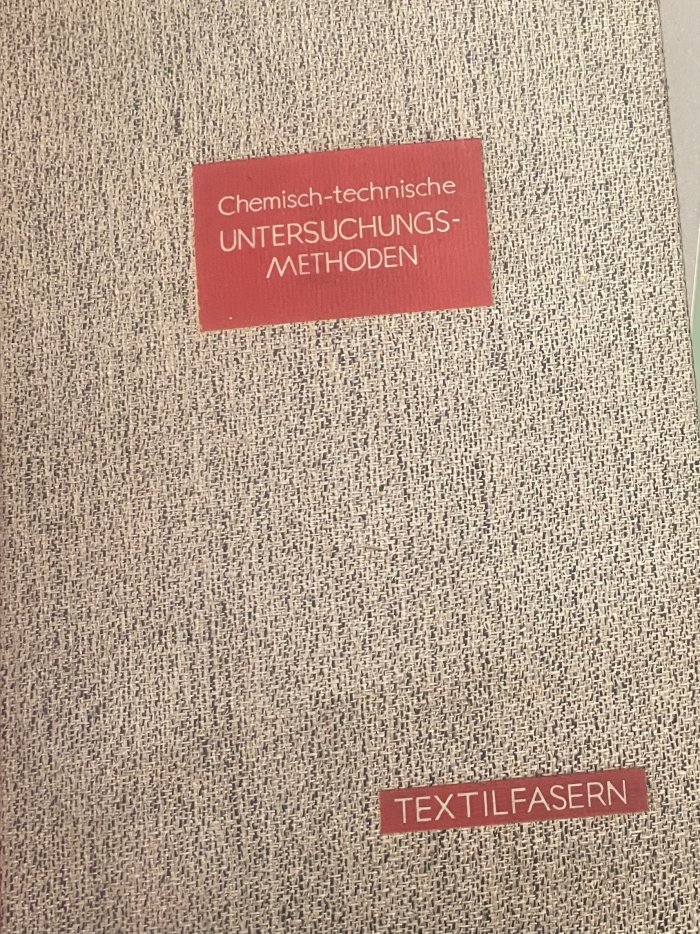 Chemisch-technische
UNTERSUCHUNGS-
METHODEN
TEXTILFASERN